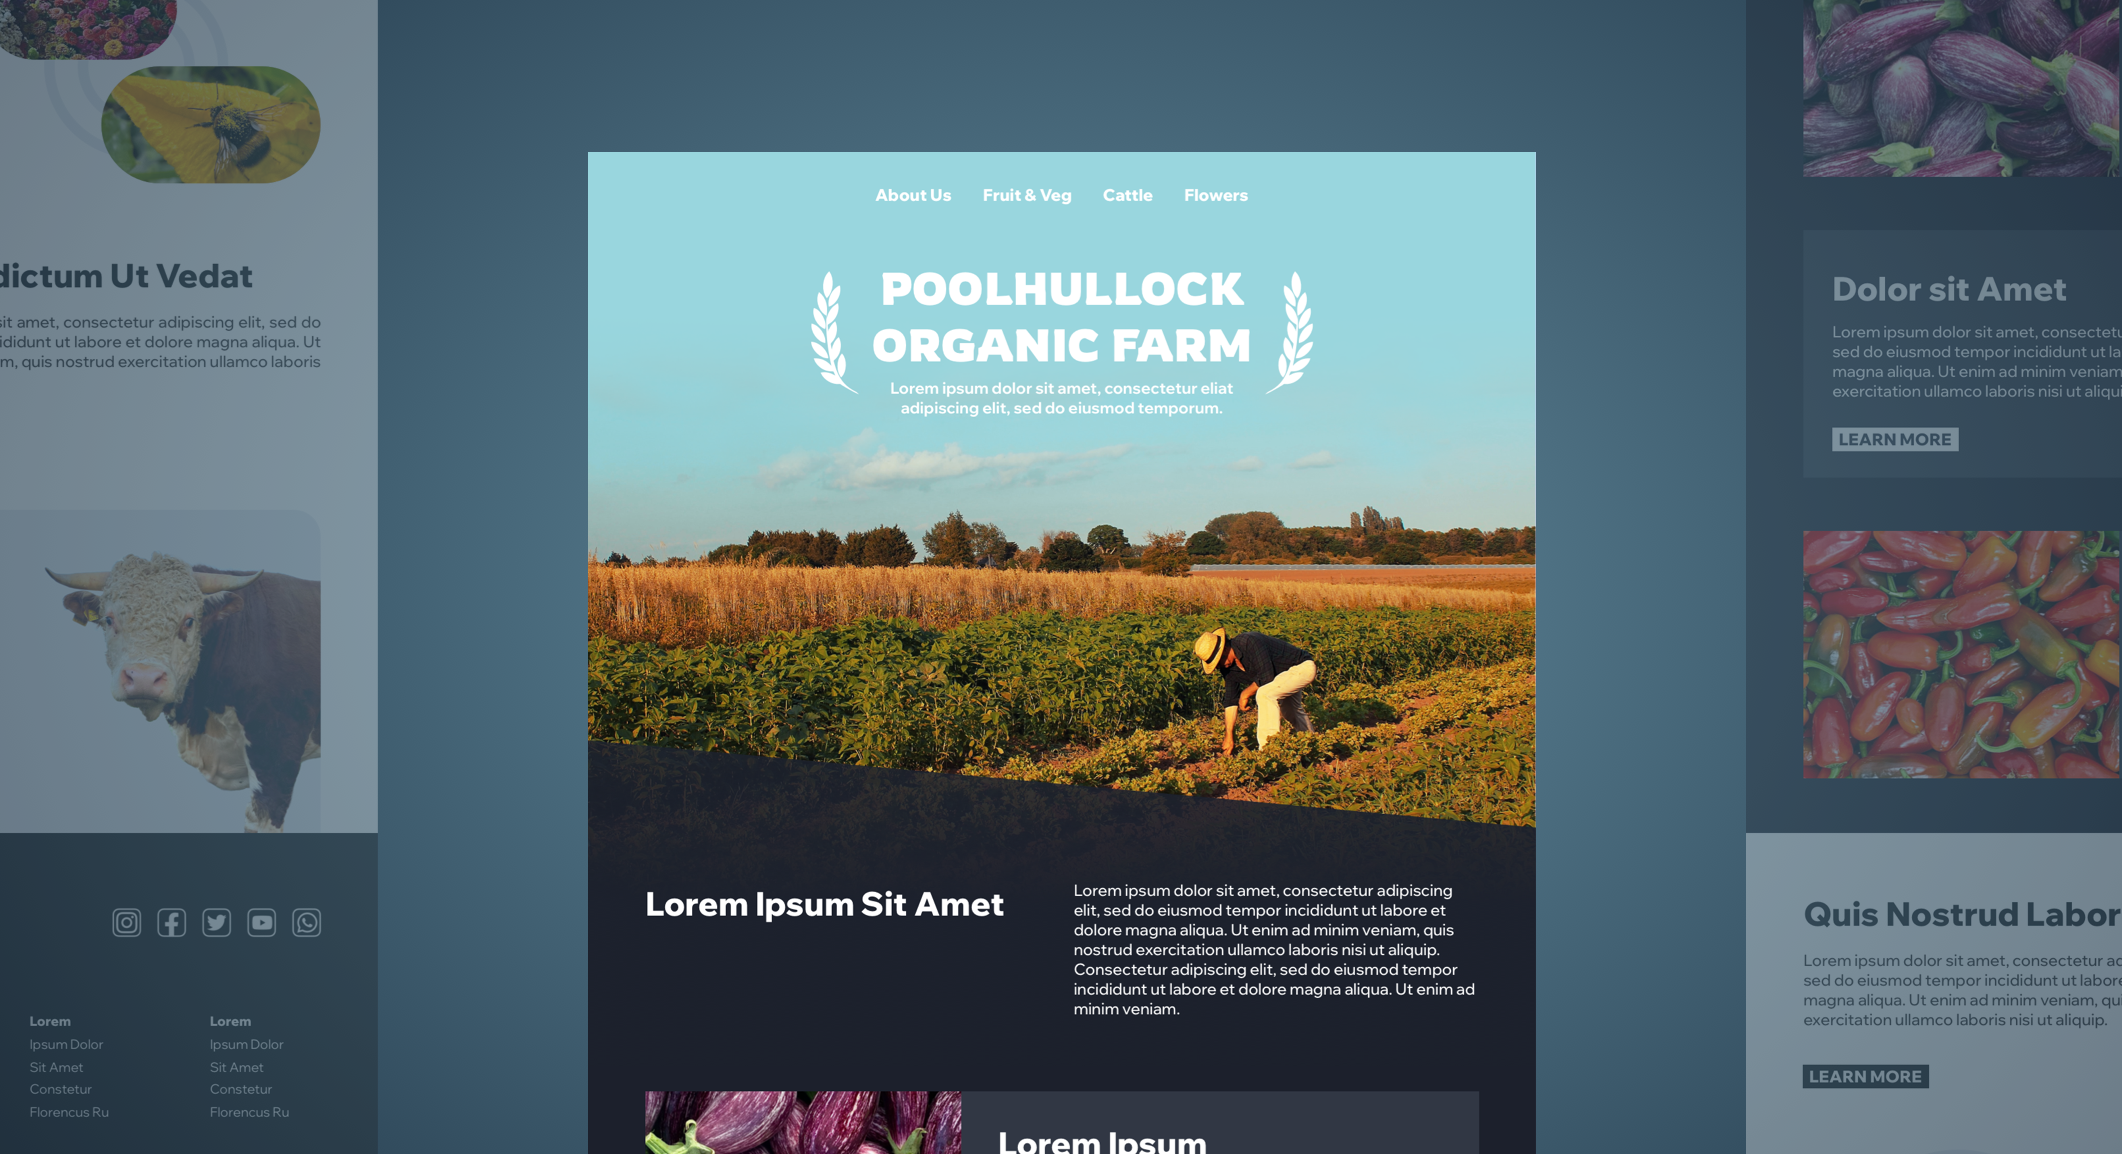 dictum Ut Vedat
sit amet, consectetur adipiscing elit, sed do
ididunt ut labore et dolore magna aliqua. Ut
m, quis nostrud exercitation ullamco laboris
Lorem
Ipsum Dolor
Sit Amet
Constetur
Florencus Ru
Lorem
Ipsum Dolor
Sit Amet
Constetur
Florencus Ru
About Us Fruit & Veg Cattle Flowers
POOLHULLOCK
ORGANIC FARM
Lorem ipsum dolor sit amet, consectetur eliat
adipiscing elit, sed do eiusmod temporum.
Lorem Ipsum Sit Amet
Lorem ipsum dolor sit amet, consectetur adipiscing
elit, sed do eiusmod tempor incididunt ut labore et
dolore magna aliqua. Ut enim ad minim veniam, quis
nostrud exercitation ullamco laboris nisi ut aliquip.
Consectetur adipiscing elit, sed do eiusmod tempor
incididunt ut labore et dolore magna aliqua. Ut enim ad
minim veniam.
Lorem Ipsum
Dolor sit Amet
Lorem ipsum dolor sit amet, consectetu
sed do eiusmod tempor incididunt ut la
magna aliqua. Ut enim ad minim veniam
exercitation ullamco laboris nisi ut aliqui
LEARN MORE
Quis Nostrud Labor
Lorem ipsum dolor sit amet, consectetur ad
sed do eiusmod tempor incididunt ut labore
magna aliqua. Ut enim ad minim veniam, qu
exercitation ullamco laboris nisi ut aliquip.
LEARN MORE